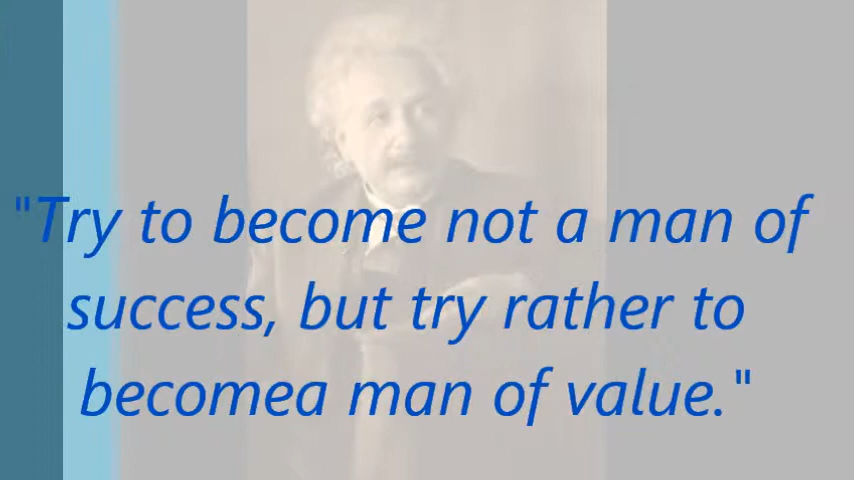 "Try to become not a man of
success, but try rather to
becomea man of value."